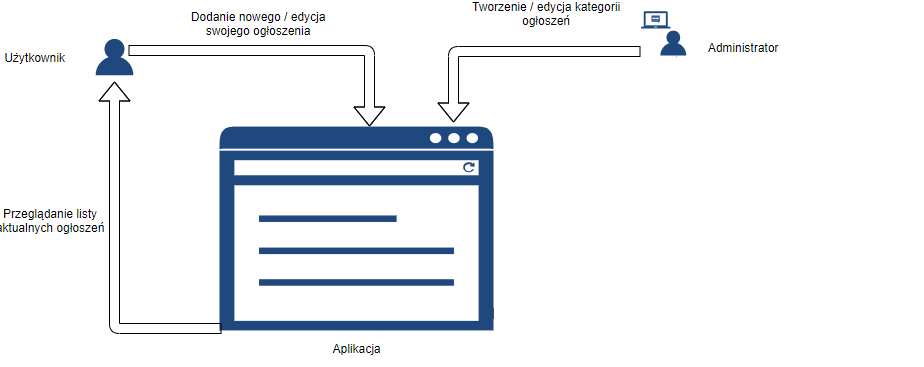 Dodanie nowego / edycja
swojego ogłoszenia
Tworzenie / edycja kategorii
ogłoszeń
Użytkownik
Administrator
Przeglądanie listy
aktualnych ogłoszeń
Aplikacja